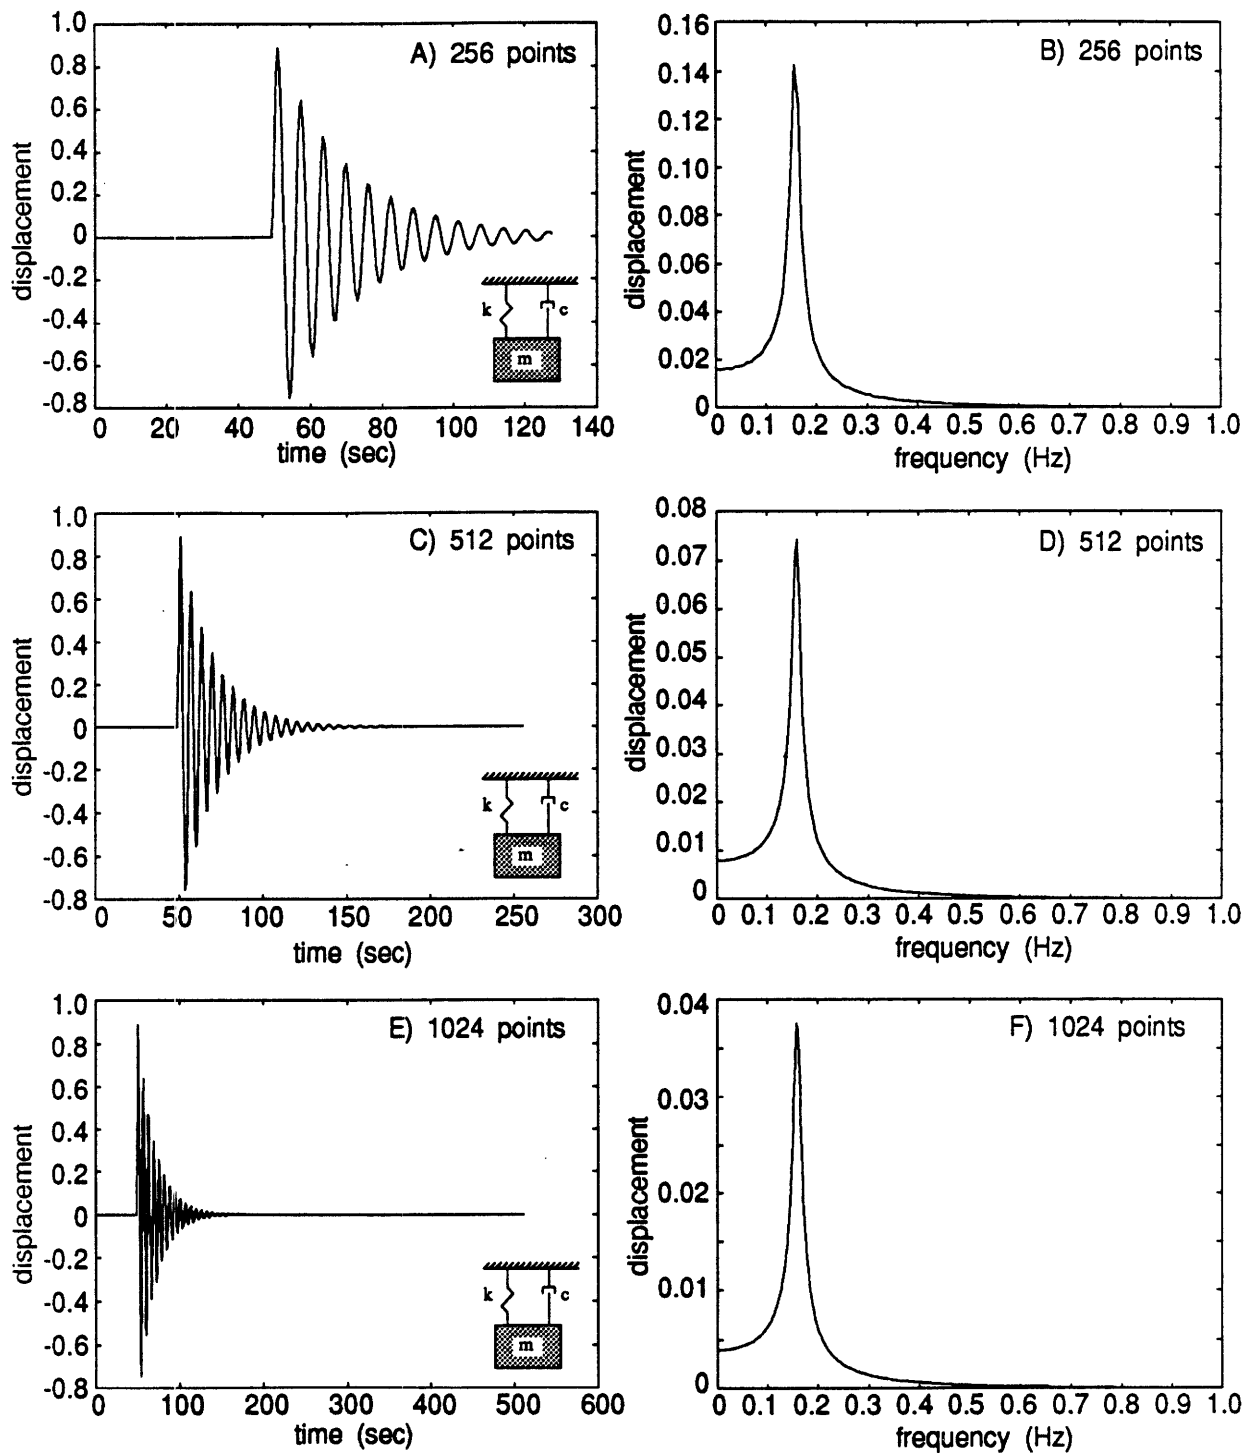 A) 256 points
1.0
0.8
0.6
0.4
0.2
0
-0.2
-0.4
-0.6
-0.8
displacement
k
c
m
0 20 40 60 80 100 120 140
time (sec)
B) 256 points
0.16
0.14
0.12
0.10
0.08
0.06
0.04
0.02
0
displacement
0 0.1 0.2 0.3 0.4 0.5 0.6 0.7 0.8 0.9 1.0
frequency (Hz)
C) 512 points
1.0
0.8
0.6
0.4
0.2
0
-0.2
-0.4
-0.6
-0.8
displacement
k
c
m
0 50 100 150 200 250 300
time (sec)
D) 512 points
0.08
0.07
0.06
0.05
0.04
0.03
0.02
0.01
0
displacement
0 0.1 0.2 0.3 0.4 0.5 0.6 0.7 0.8 0.9 1.0
frequency (Hz)
E) 1024 points
1.0
0.8
0.6
0.4
0.2
0
-0.2
-0.4
-0.6
-0.8
displacement
k
c
m
0 100 200 300 400 500 600
time (sec)
F) 1024 points
0.04
0.03
0.02
0.01
0
displacement
0 0.1 0.2 0.3 0.4 0.5 0.6 0.7 0.8 0.9 1.0
frequency (Hz)